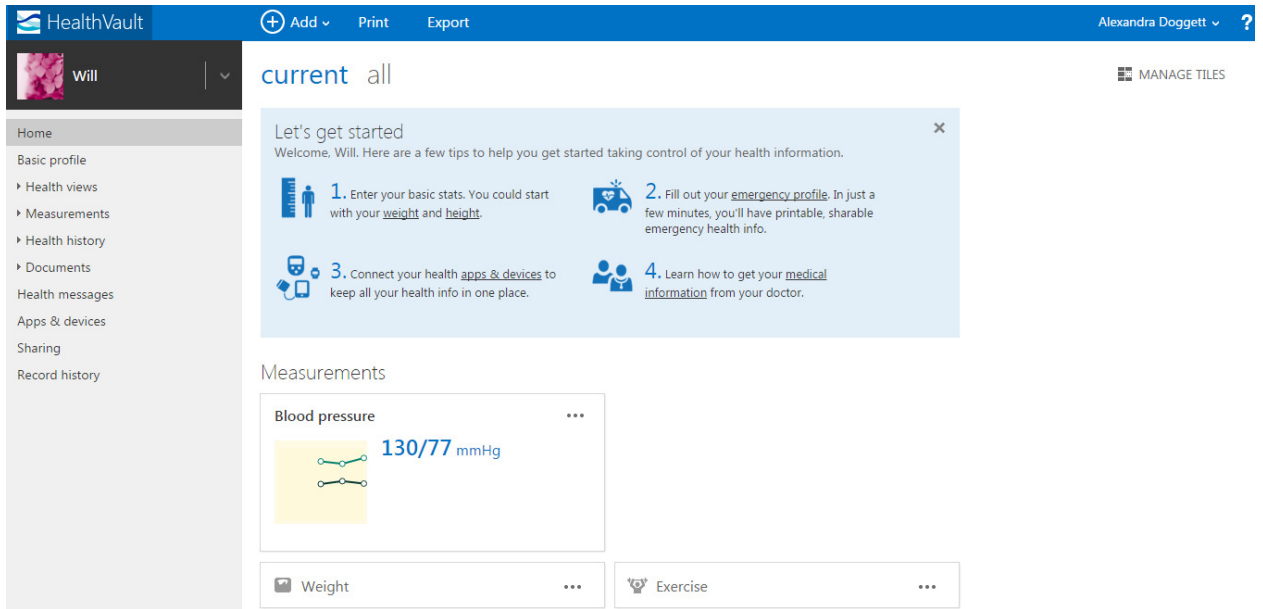 HealthVault
Add Print Export
Alexandra Doggett ?
Will
current all
MANAGE TILES
Home
Basic profile
Health views
Measurements
Health history
Documents
Health messages
Apps & devices
Sharing
Record history
Let's get started
Welcome, Will. Here are a few tips to help you get started taking control of your health information.
1. Enter your basic stats. You could start
with your weight and height.
2. Fill out your emergency profile. In just a
few minutes, you'll have printable, sharable
emergency health info.
3. Connect your health apps & devices to
keep all your health info in one place.
4. Learn how to get your medical
information from your doctor.
Measurements
Blood pressure
130/77 mmHg
Weight
Exercise